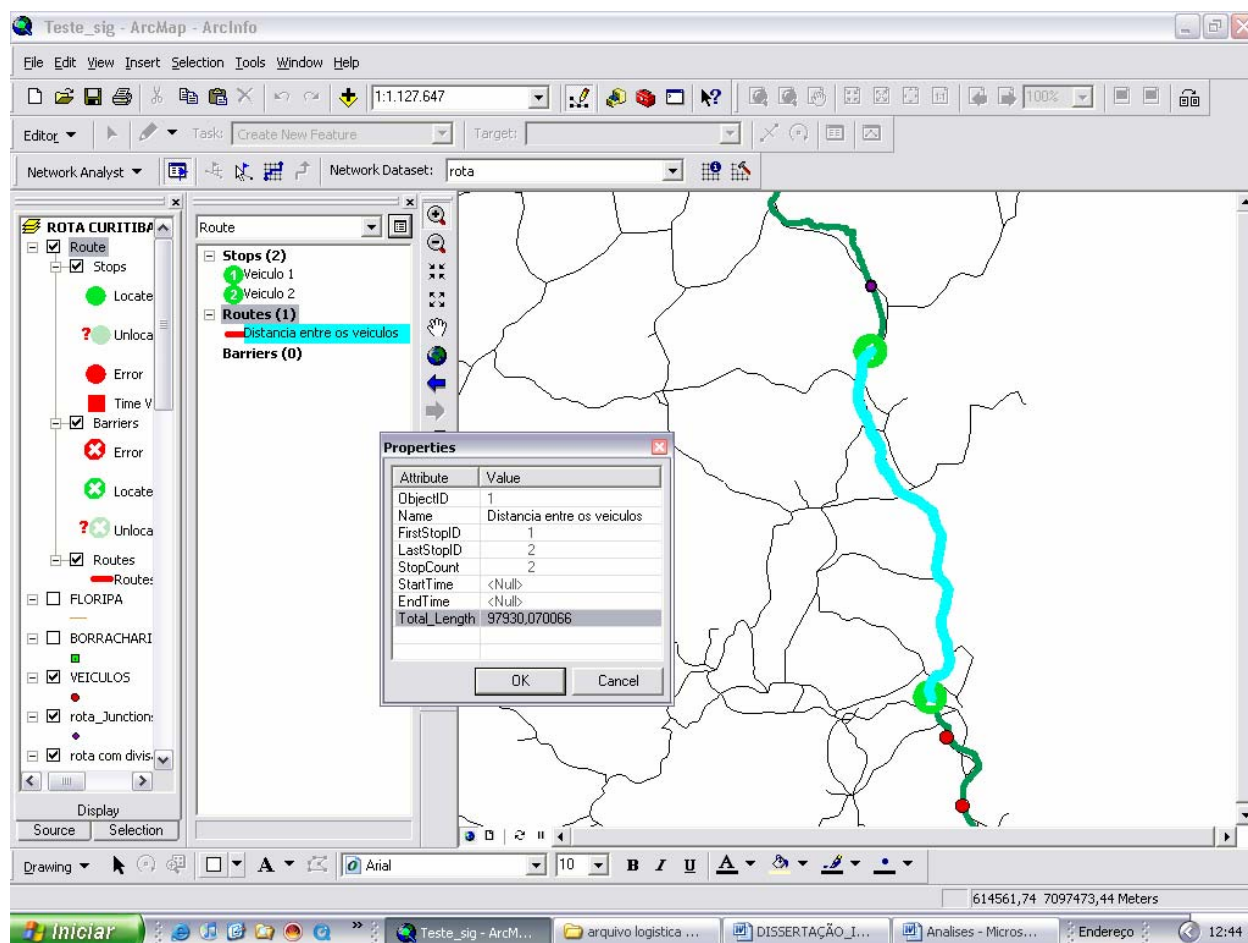 Teste_sig - ArcMap - ArcInfo
File Edit View Insert Selection Tools Window Help
1:1.127.647
100%
Editor Task: Create New Feature Target:
Network Analyst Network Dataset: rota
ROTA CURITIBA
Route
Stops
Locate
? Unloca
Error
Time V
Barriers
Error
Locate
? Unloca
Routes
Routes
FLORIPA
BORRACHARI
VEICULOS
rota_Junction
rota com divis
Display
Source Selection
Route
Stops (2)
1 Veiculo 1
2 Veiculo 2
Routes (1)
Distancia entre os veiculos
Barriers (0)
Properties
Attribute Value
ObjectID 1
Name Distancia entre os veiculos
FirstStopID 1
LastStopID 2
StopCount 2
StartTime <Null>
EndTime <Null>
Total_Length 97930,070066
OK Cancel
Drawing A Arial 10 B I U A
614561,74 7097473,44 Meters
Iniciar » Teste_sig - ArcM... arquivo logistica ... DISSERTAÇÃO_I... Analises - Micros... Endereço 12:44